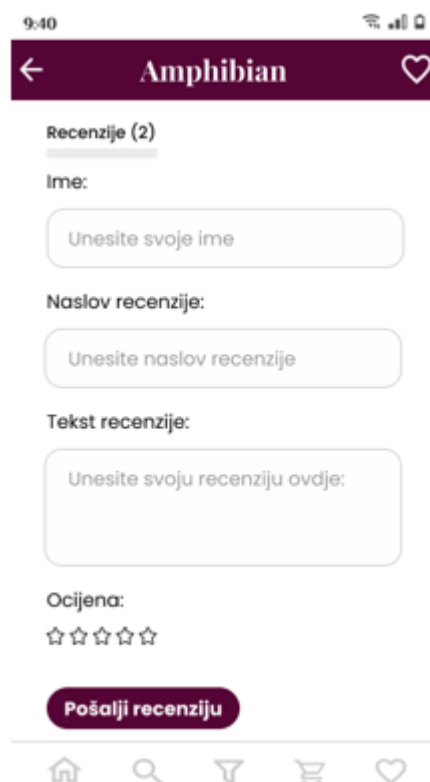 9:40
Amphibian
Recenzije (2)
Ime:
Unesite svoje ime
Naslov recenzije:
Unesite naslov recenzije
Tekst recenzije:
Unesite svoju recenziju ovdje:
Ocijena:
Pošalji recenziju